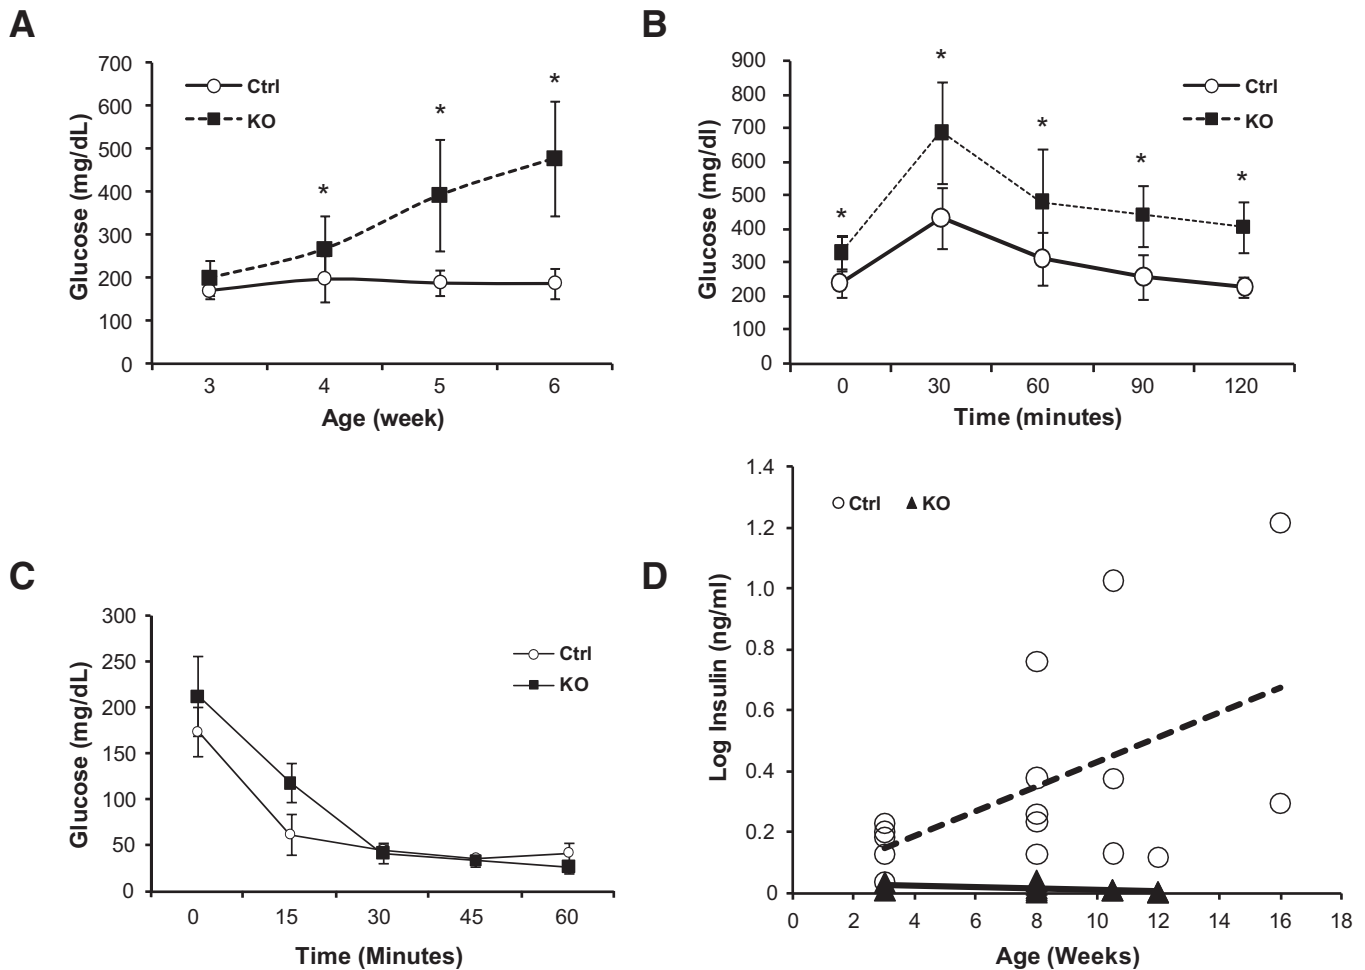 A
700
600
500
400
300
200
100
0
Glucose (mg/dL)
Ctrl
KO
*
*
*
3 4 5 6
Age (week)
B
900
800
700
600
500
400
300
200
100
0
Glucose (mg/dl)
Ctrl
KO
*
*
*
*
*
0 30 60 90 120
Time (minutes)
C
300
250
200
150
100
50
0
Glucose (mg/dL)
Ctrl
KO
0 15 30 45 60
Time (Minutes)
D
1.4
1.2
1.0
0.8
0.6
0.4
0.2
0
Log Insulin (ng/ml)
Ctrl KO
0 2 4 6 8 10 12 14 16 18
Age (Weeks)